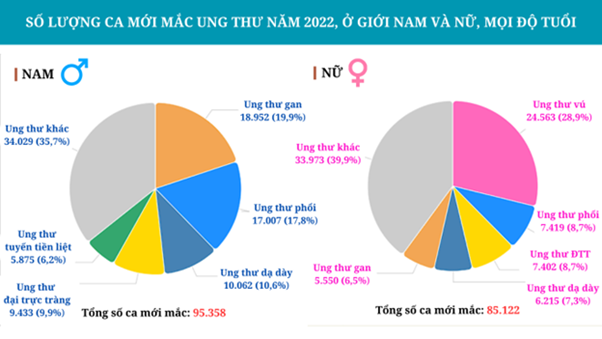 SỐ LƯỢNG CA MỚI MẮC UNG THƯ NĂM 2022, Ở GIỚI NAM VÀ NỮ, MỌI ĐỘ TUỔI
NAM
Ung thư gan
18.952 (19,9%)
Ung thư phổi
17.007 (17,8%)
Ung thư dạ dày
10.062 (10,6%)
Ung thư
đại trực tràng
9.433 (9,9%)
Ung thư
tuyến tiền liệt
5.875 (6,2%)
Ung thư khác
34.029 (35,7%)
Tổng số ca mới mắc: 95.358
NỮ
Ung thư vú
24.563 (28,9%)
Ung thư phổi
7.419 (8,7%)
Ung thư ĐTT
7.402 (8,7%)
Ung thư dạ dày
6.215 (7,3%)
Ung thư gan
5.550 (6,5%)
Ung thư khác
33.973 (39,9%)
Tổng số ca mới mắc: 85.122